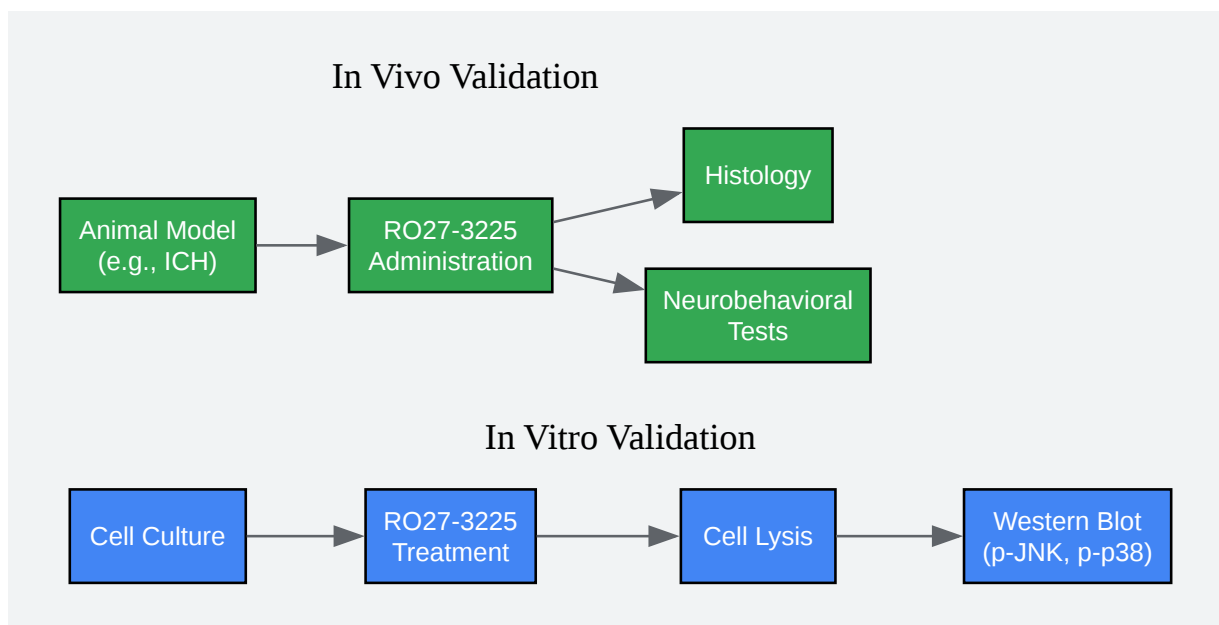 In Vivo Validation
Histology
Animal Model
(e.g., ICH)
RO27-3225
Administration
Neurobehavioral
Tests
In Vitro Validation
Cell Culture
RO27-3225
Treatment
Cell Lysis
Western Blot
(p-JNK, p-p38)